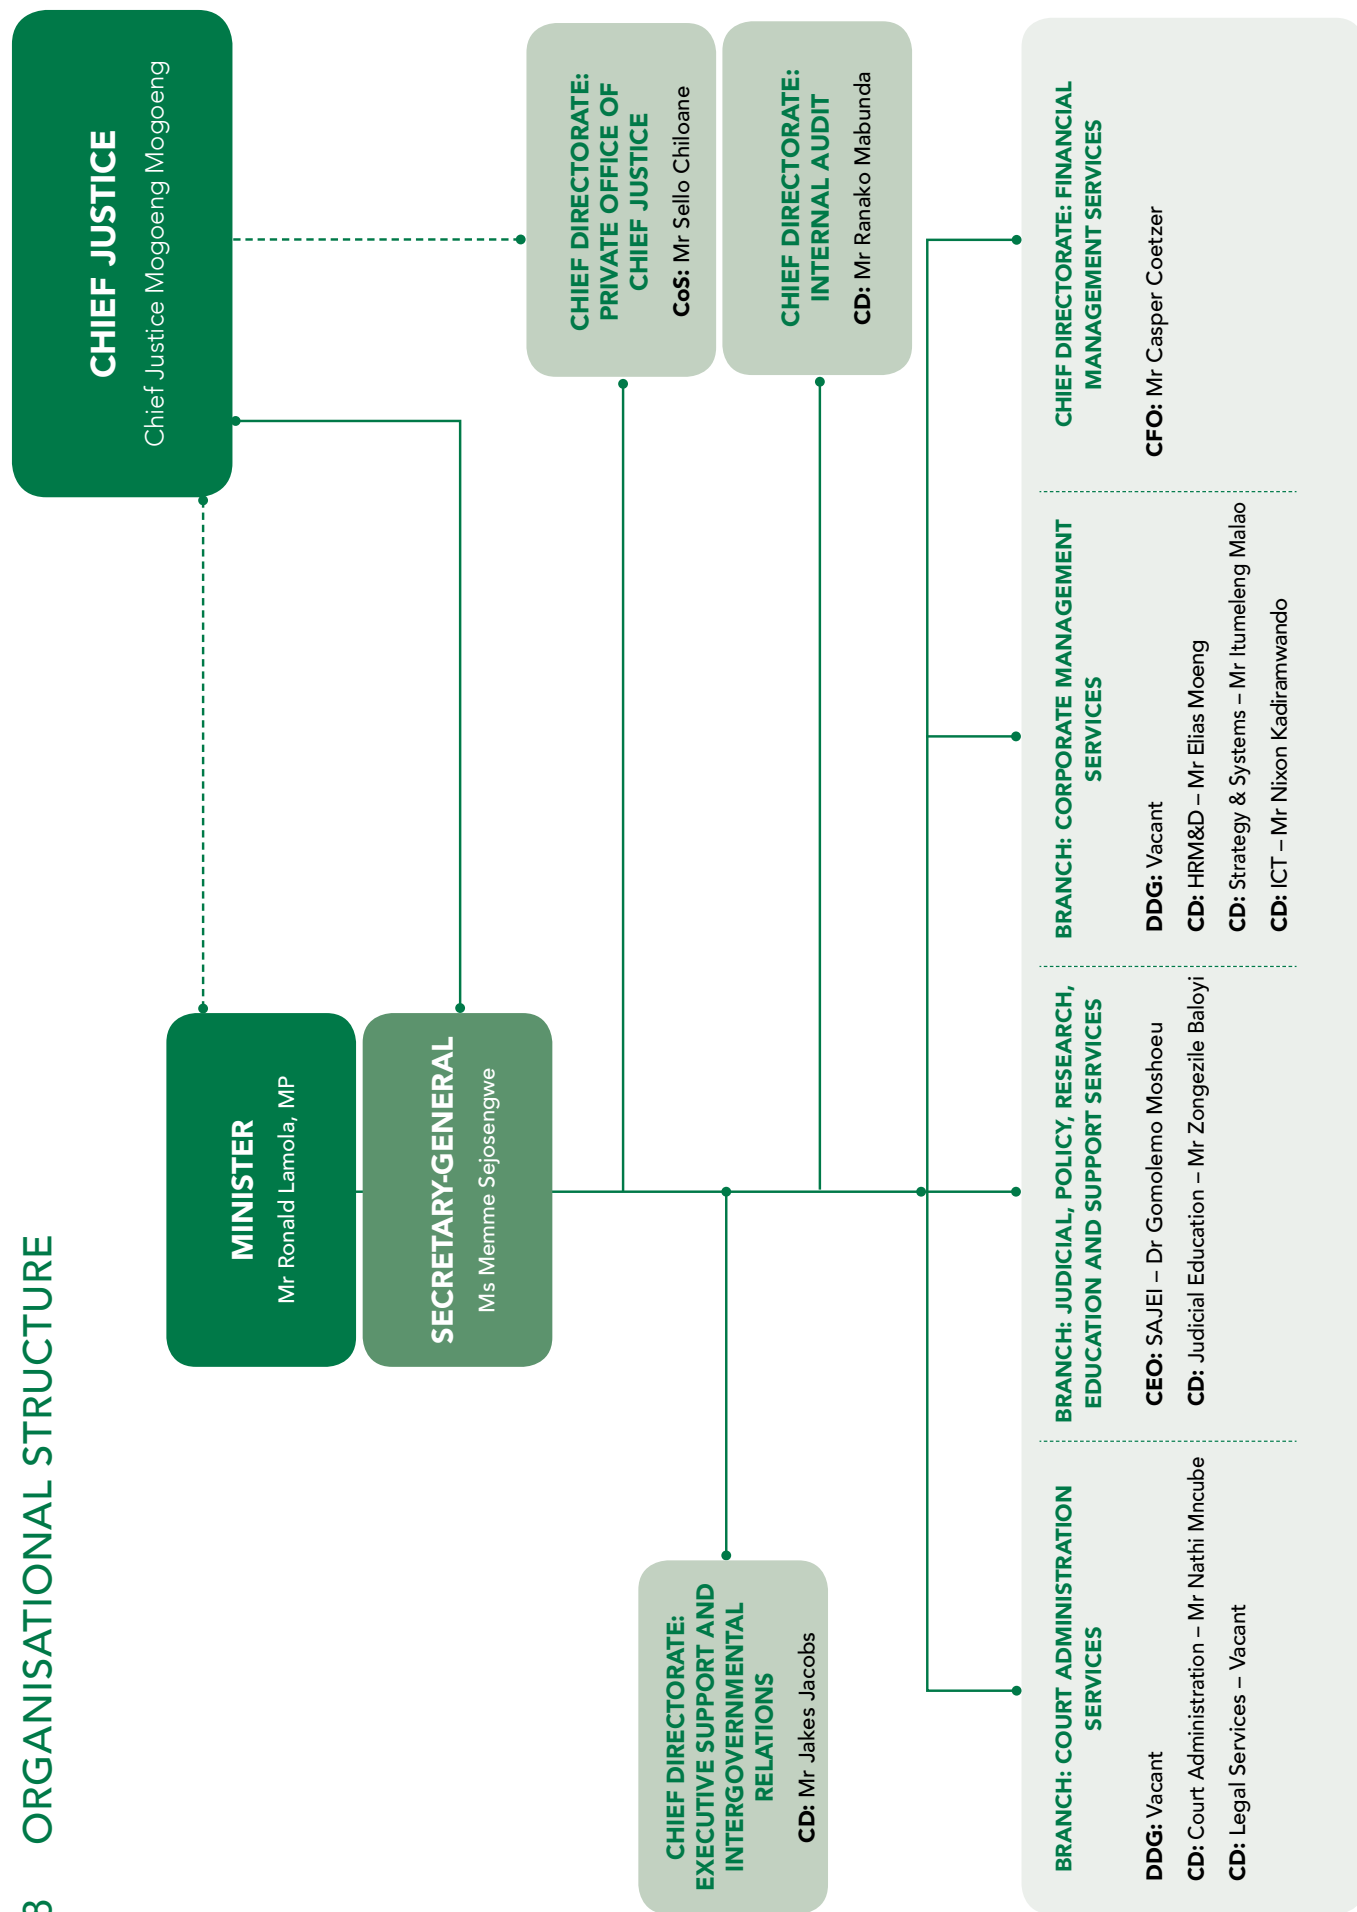 ORGANISATIONAL STRUCTURE
CHIEF JUSTICE
Chief Justice Mogoeng Mogoeng
MINISTER
Mr Ronald Lamola, MP
SECRETARY-GENERAL
Ms Memme Sejosengwe
CHIEF DIRECTORATE:
PRIVATE OFFICE OF
CHIEF JUSTICE
CoS: Mr Sello Chiloane
CHIEF DIRECTORATE:
EXECUTIVE SUPPORT AND
INTERGOVERNMENTAL
RELATIONS
CD: Mr Jakes Jacobs
CHIEF DIRECTORATE:
INTERNAL AUDIT
CD: Mr Ranako Mabunda
BRANCH: COURT ADMINISTRATION
SERVICES
DDG: Vacant
CD: Court Administration – Mr Nathi Mncube
CD: Legal Services – Vacant
BRANCH: JUDICIAL, POLICY, RESEARCH,
EDUCATION AND SUPPORT SERVICES
CEO: SAJEI – Dr Gomolemo Moshoeu
CD: Judicial Education – Mr Zongezile Baloyi
BRANCH: CORPORATE MANAGEMENT
SERVICES
DDG: Vacant
CD: HRM&D – Mr Elias Moeng
CD: Strategy & Systems – Mr Itumeleng Malao
CD: ICT – Mr Nixon Kadiramwando
CHIEF DIRECTORATE: FINANCIAL
MANAGEMENT SERVICES
CFO: Mr Casper Coetzer